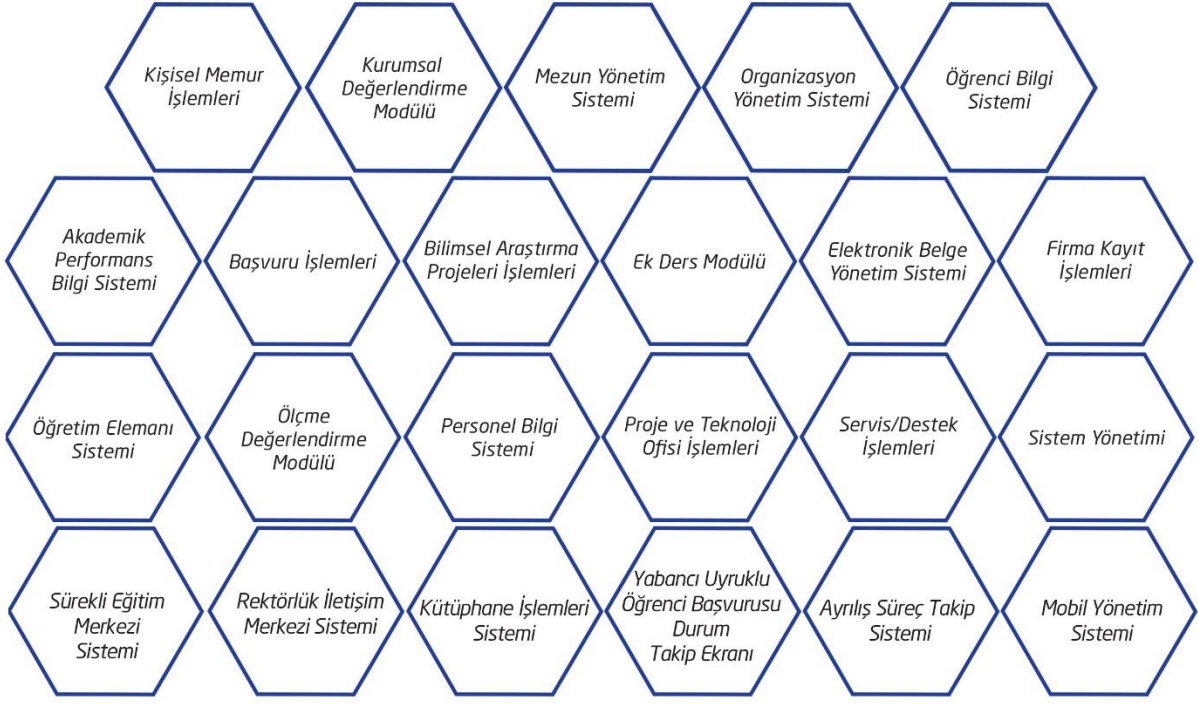 Kişisel Memur
İşlemleri
Kurumsal
Değerlendirme
Modülü
Mezun Yönetim
Sistemi
Organizasyon
Yönetim Sistemi
Öğrenci Bilgi
Sistemi
Akademik
Performans
Bilgi Sistemi
Başvuru İşlemleri
Bilimsel Araştırma
Projeleri İşlemleri
Ek Ders Modülü
Elektronik Belge
Yönetim Sistemi
Firma Kayıt
İşlemleri
Öğretim Elemanı
Sistemi
Ölçme
Değerlendirme
Modülü
Personel Bilgi
Sistemi
Proje ve Teknoloji
Ofisi İşlemleri
Servis/Destek
İşlemleri
Sistem Yönetimi
Sürekli Eğitim
Merkezi
Sistemi
Rektörlük İletişim
Merkezi Sistemi
Kütüphane İşlemleri
Sistemi
Yabancı Uyruklu
Öğrenci Başvurusu
Durum
Takip Ekranı
Ayrılış Süreç Takip
Sistemi
Mobil Yönetim
Sistemi